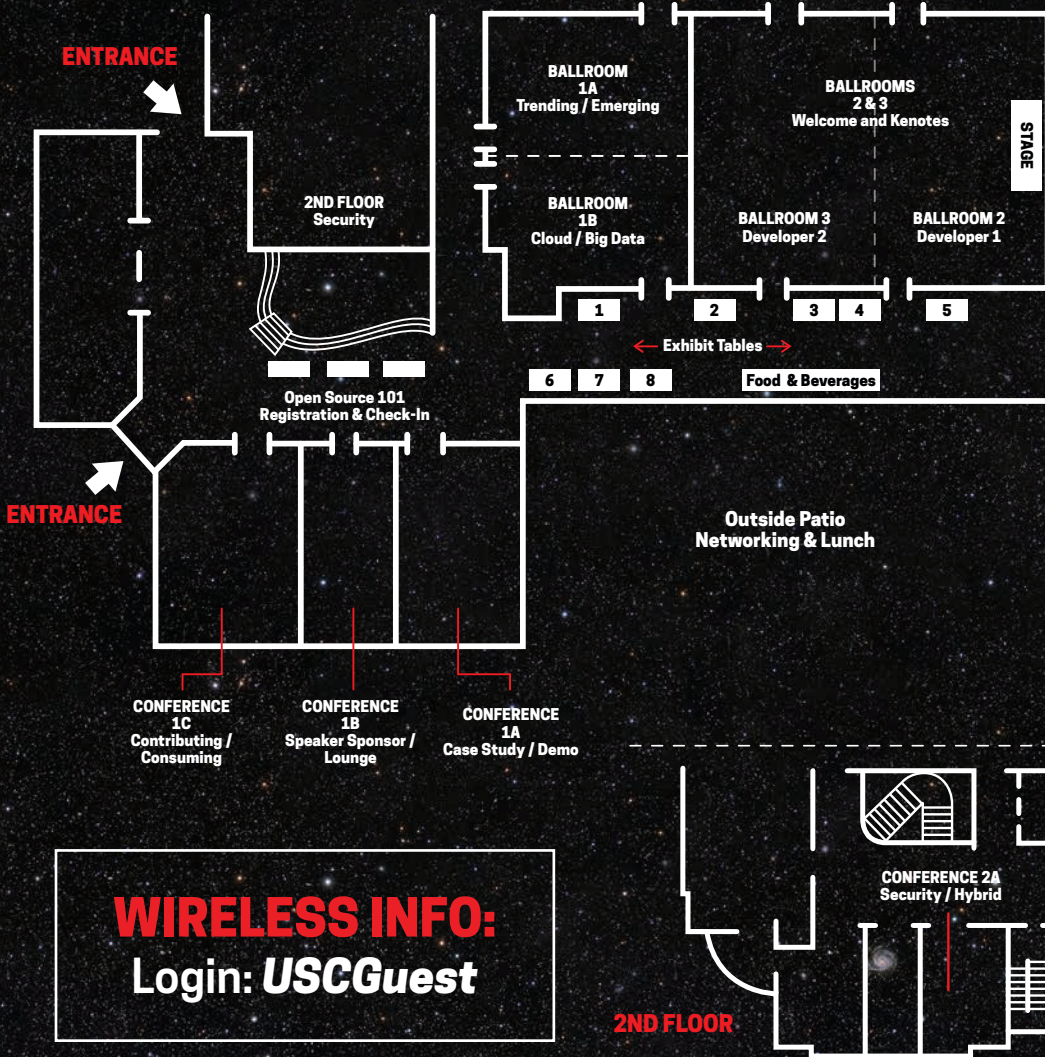 ENTRANCE
BALLROOM
1A
Trending / Emerging
BALLROOMS
2 & 3
Welcome and Kenotes
STAGE
2ND FLOOR
Security
BALLROOM
1B
Cloud / Big Data
BALLROOM 3
Developer 2
BALLROOM 2
Developer 1
1
2
3
4
5
Exhibit Tables
6
7
8
Food & Beverages
Open Source 101
Registration & Check-In
ENTRANCE
Outside Patio
Networking & Lunch
CONFERENCE
1C
Contributing /
Consuming
CONFERENCE
1B
Speaker Sponsor /
Lounge
CONFERENCE
1A
Case Study / Demo
CONFERENCE 2A
Security / Hybrid
WIRELESS INFO:
Login: USCGuest
2ND FLOOR